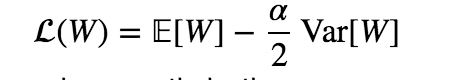 ℒ(W) = 𝔼[W] − α/2 Var[W]